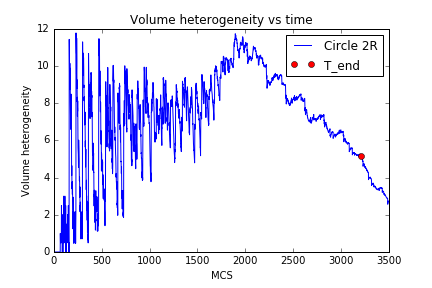 Volume heterogeneity vs time
12
10
8
6
4
2
0
Volume heterogeneity
Circle 2R
T_end
0 500 1000 1500 2000 2500 3000 3500
MCS